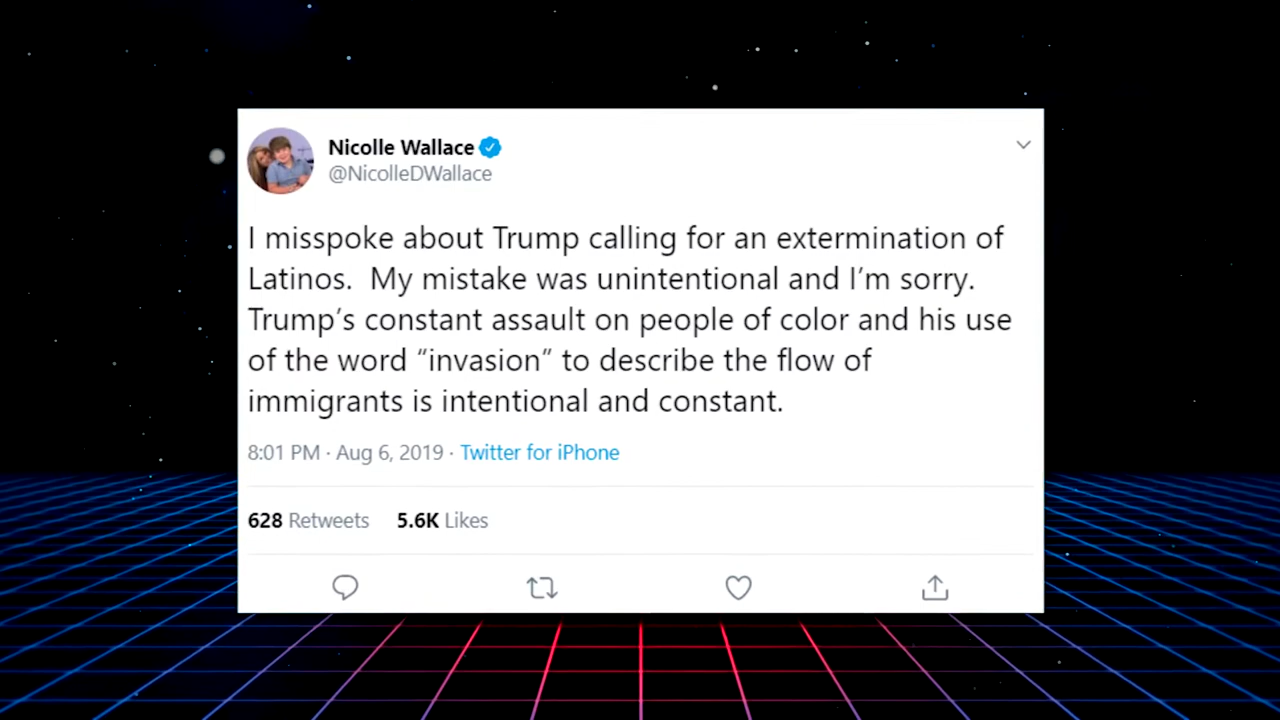 Nicolle Wallace
@NicolleDWallace
I misspoke about Trump calling for an extermination of
Latinos.  My mistake was unintentional and I’m sorry.
Trump’s constant assault on people of color and his use
of the word “invasion” to describe the flow of
immigrants is intentional and constant.
8:01 PM · Aug 6, 2019 · Twitter for iPhone
628 Retweets 5.6K Likes